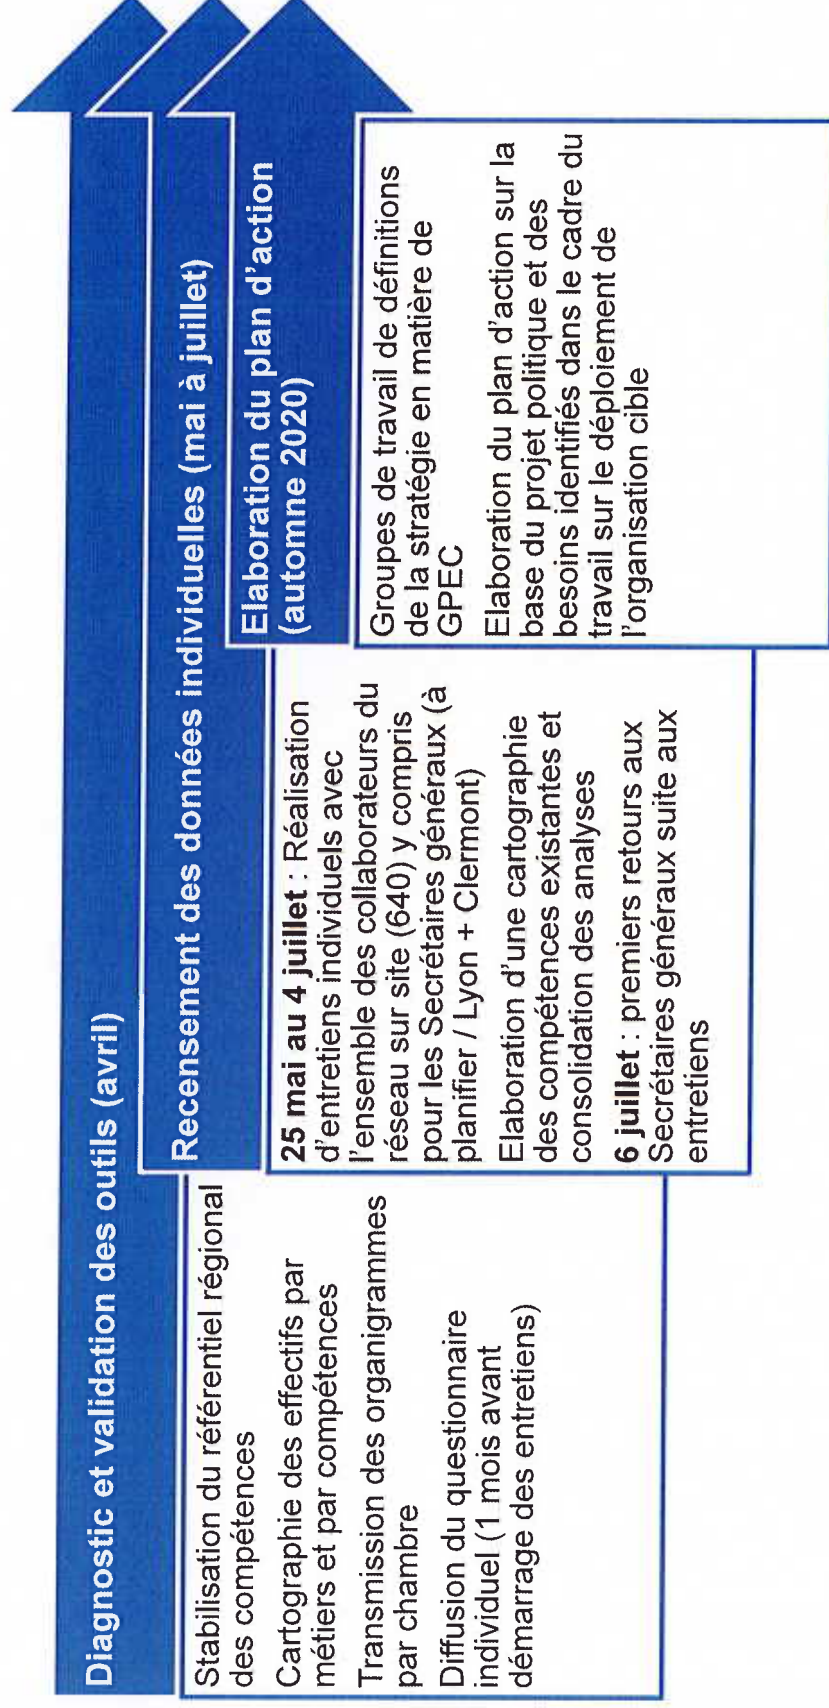 Diagnostic et validation des outils (avril)
Stabilisation du référentiel régional
des compétences
Cartographie des effectifs par
métiers et par compétences
Transmission des organigrammes
par chambre
Diffusion du questionnaire
individuel (1 mois avant
démarrage des entretiens)
Recensement des données individuelles (mai à juillet)
25 mai au 4 juillet : Réalisation
d'entretiens individuels avec
l'ensemble des collaborateurs du
réseau sur site (640) y compris
pour les Secrétaires généraux (à
planifier / Lyon + Clermont)
Elaboration d'une cartographie
des compétences existantes et
consolidation des analyses
6 juillet : premiers retours aux
Secrétaires généraux suite aux
entretiens
Elaboration du plan d'action
(automne 2020)
Groupes de travail de définitions
de la stratégie en matière de
GPEC
Elaboration du plan d'action sur la
base du projet politique et des
besoins identifiés dans le cadre du
travail sur le déploiement de
l'organisation cible